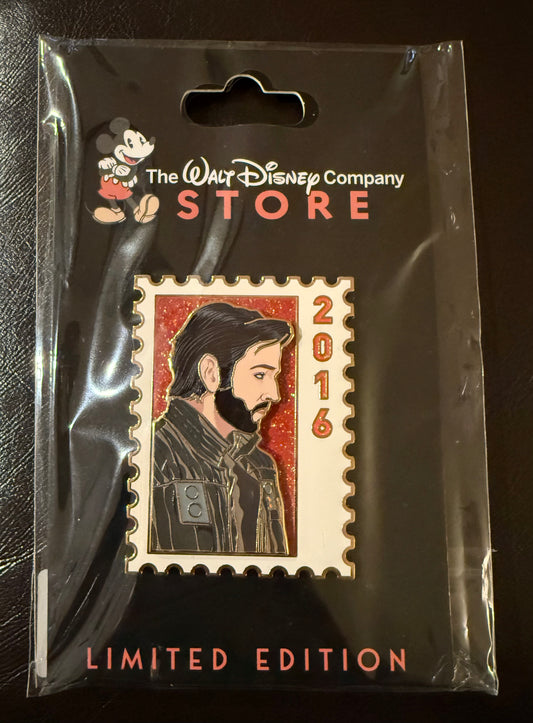 The WALT DISNEY Company
STORE
2016
LIMITED EDITION